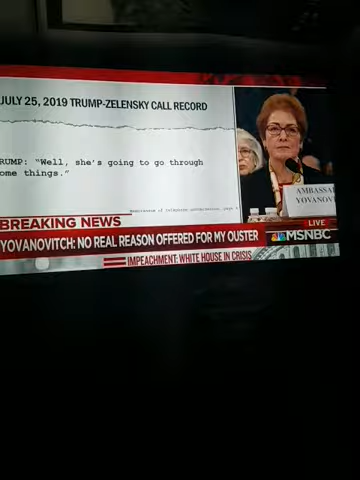 JULY 25, 2019 TRUMP-ZELENSKY CALL RECORD
RUMP: "Well, she's going to go through
ome things."
AMBASSA
YOVANOV
BREAKING NEWS
LIVE
YOVANOVITCH: NO REAL REASON OFFERED FOR MY OUSTER
MSNBC
IMPEACHMENT: WHITE HOUSE IN CRISIS